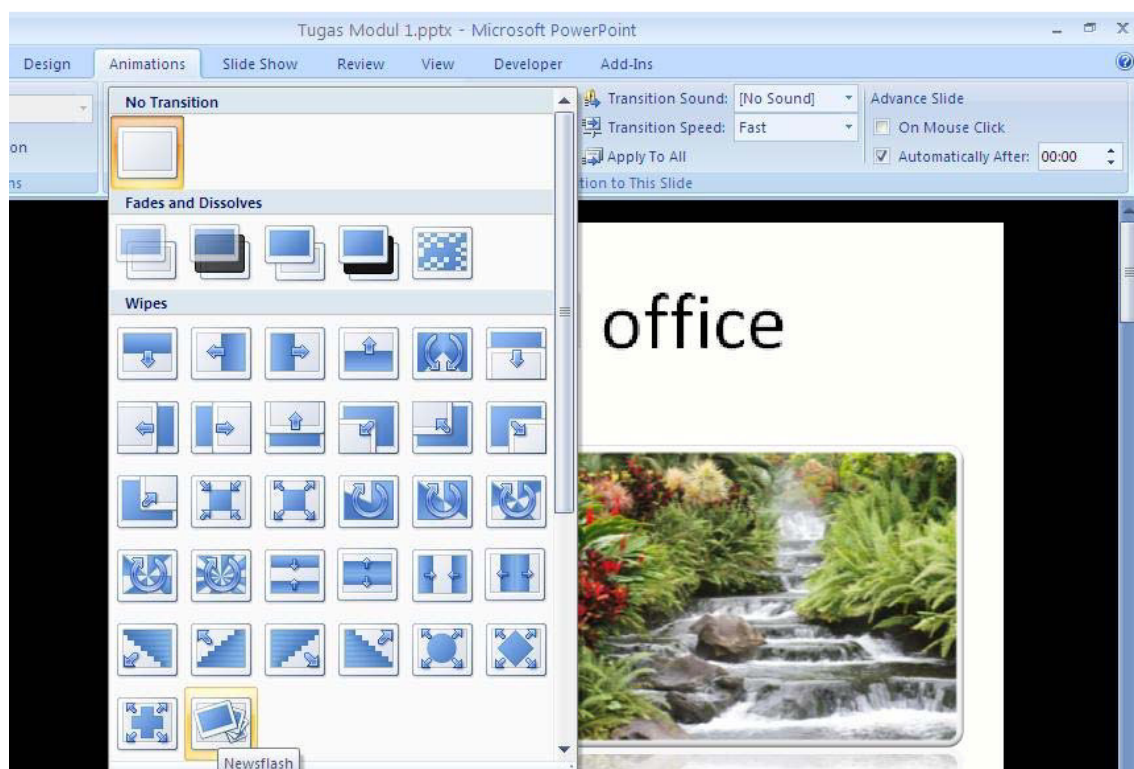 Tugas Modul 1.pptx - Microsoft PowerPoint
Design Animations Slide Show Review View Developer Add-Ins
No Transition
Fades and Dissolves
Wipes
Newsflash
Transition Sound: [No Sound]
Transition Speed: Fast
Apply To All
Advance Slide
On Mouse Click
Automatically After: 00:00
tion to This Slide
on
ns
office